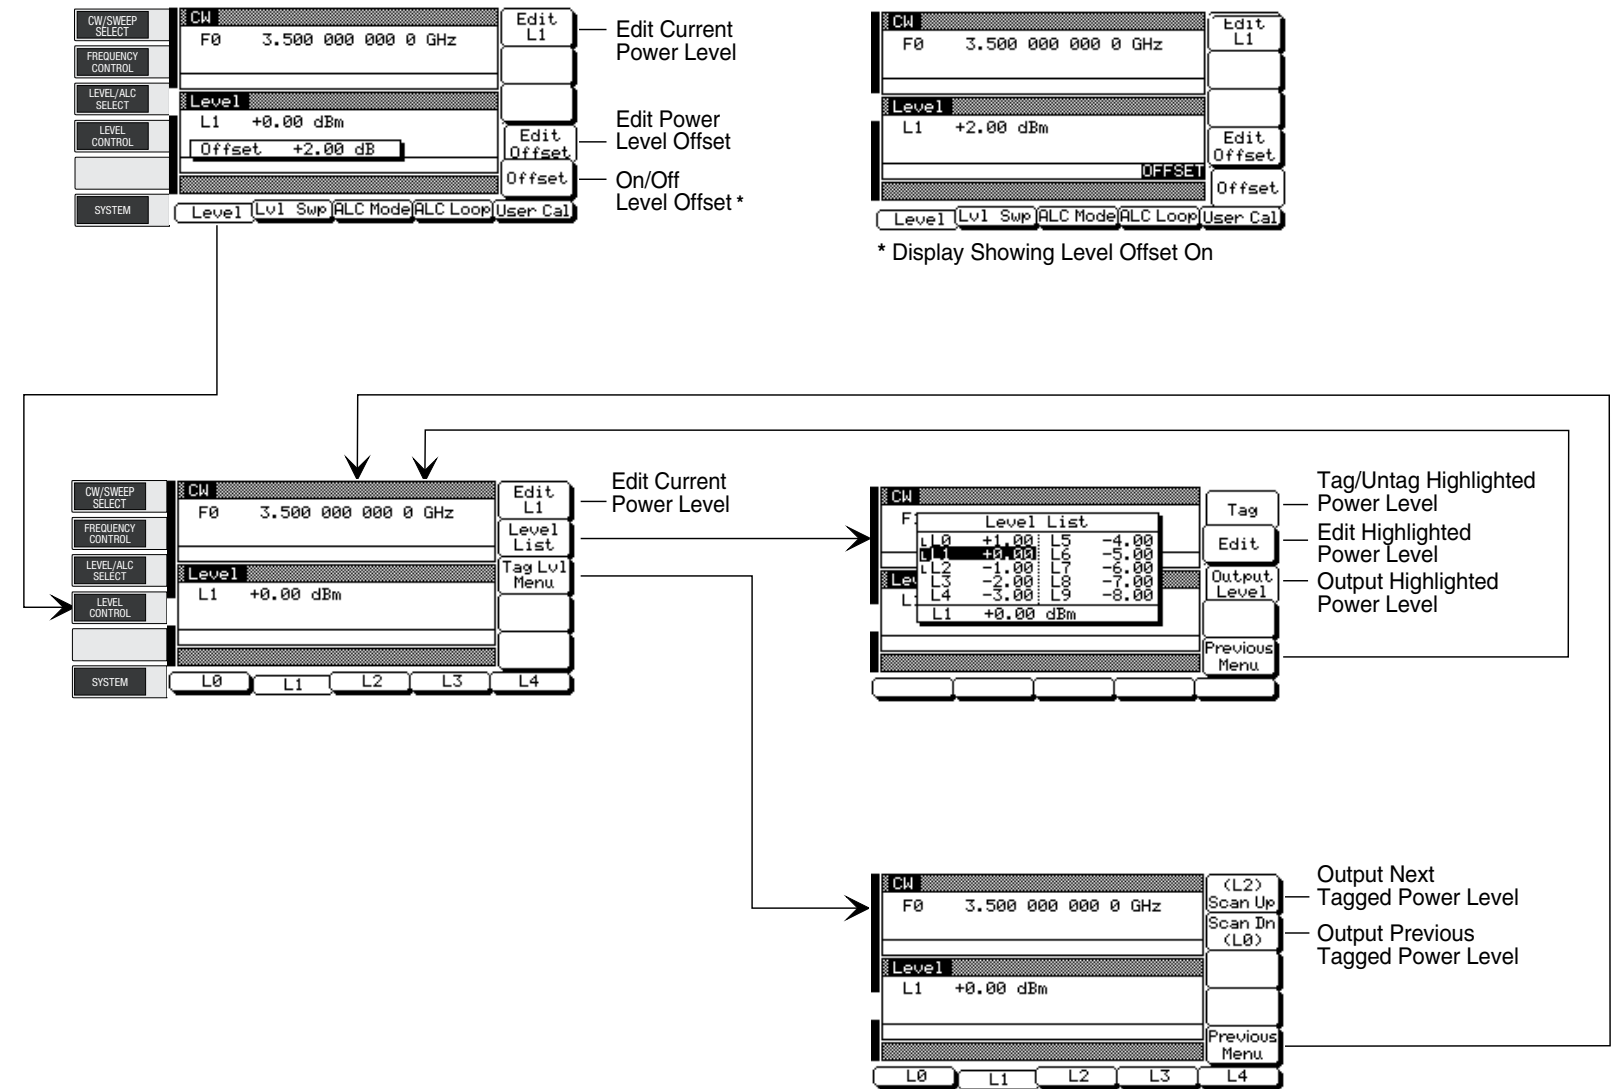 CW/SWEEP
SELECT
FREQUENCY
CONTROL
LEVEL/ALC
SELECT
LEVEL
CONTROL
SYSTEM
CW
F0 3.500 000 000 0 GHz
Level
L1 +0.00 dBm
Offset +2.00 dB
Edit
L1
Edit
Offset
Offset
Level Lvl Swp ALC Mode ALC Loop User Cal
Edit Current
Power Level
Edit Power
Level Offset
On/Off
Level Offset *
CW
F0 3.500 000 000 0 GHz
Level
L1 +2.00 dBm
OFFSET
Edit
L1
Edit
Offset
Offset
Level Lvl Swp ALC Mode ALC Loop User Cal
* Display Showing Level Offset On
CW/SWEEP
SELECT
FREQUENCY
CONTROL
LEVEL/ALC
SELECT
LEVEL
CONTROL
SYSTEM
CW
F0 3.500 000 000 0 GHz
Level
L1 +0.00 dBm
Edit
L1
Level
List
Tag Lvl
Menu
L0 L1 L2 L3 L4
Edit Current
Power Level
CW
F
Level List
L0 +1.00 L5 -4.00
L1 +0.00 L6 -5.00
L2 -1.00 L7 -6.00
L3 -2.00 L8 -7.00
L4 -3.00 L9 -8.00
L1 +0.00 dBm
Lev
L
Tag
Edit
Output
Level
Previous
Menu
Tag/Untag Highlighted
Power Level
Edit Highlighted
Power Level
Output Highlighted
Power Level
CW
F0 3.500 000 000 0 GHz
Level
L1 +0.00 dBm
(L2)
Scan Up
Scan Dn
(L0)
Previous
Menu
L0 L1 L2 L3 L4
Output Next
Tagged Power Level
Output Previous
Tagged Power Level